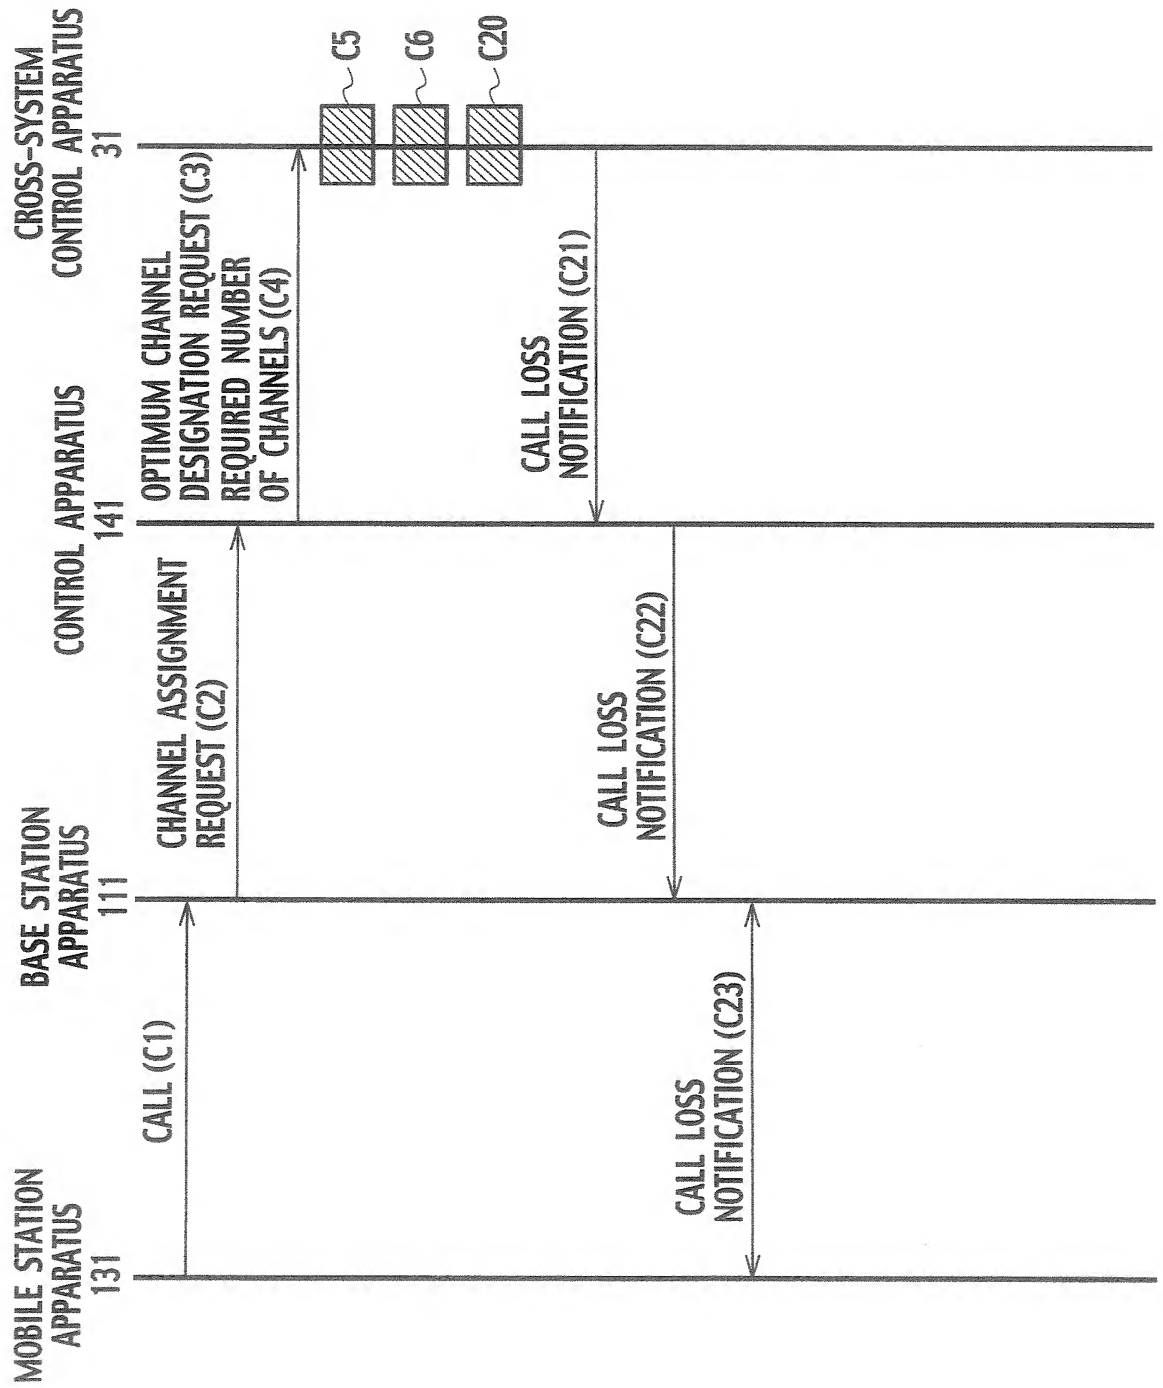 MOBILE STATION
APPARATUS
131
BASE STATION
APPARATUS
111
CONTROL APPARATUS
141
CROSS-SYSTEM
CONTROL APPARATUS
31
CALL (C1)
CHANNEL ASSIGNMENT
REQUEST (C2)
OPTIMUM CHANNEL
DESIGNATION REQUEST (C3)
REQUIRED NUMBER
OF CHANNELS (C4)
C5
C6
C20
CALL LOSS
NOTIFICATION (C21)
CALL LOSS
NOTIFICATION (C22)
CALL LOSS
NOTIFICATION (C23)